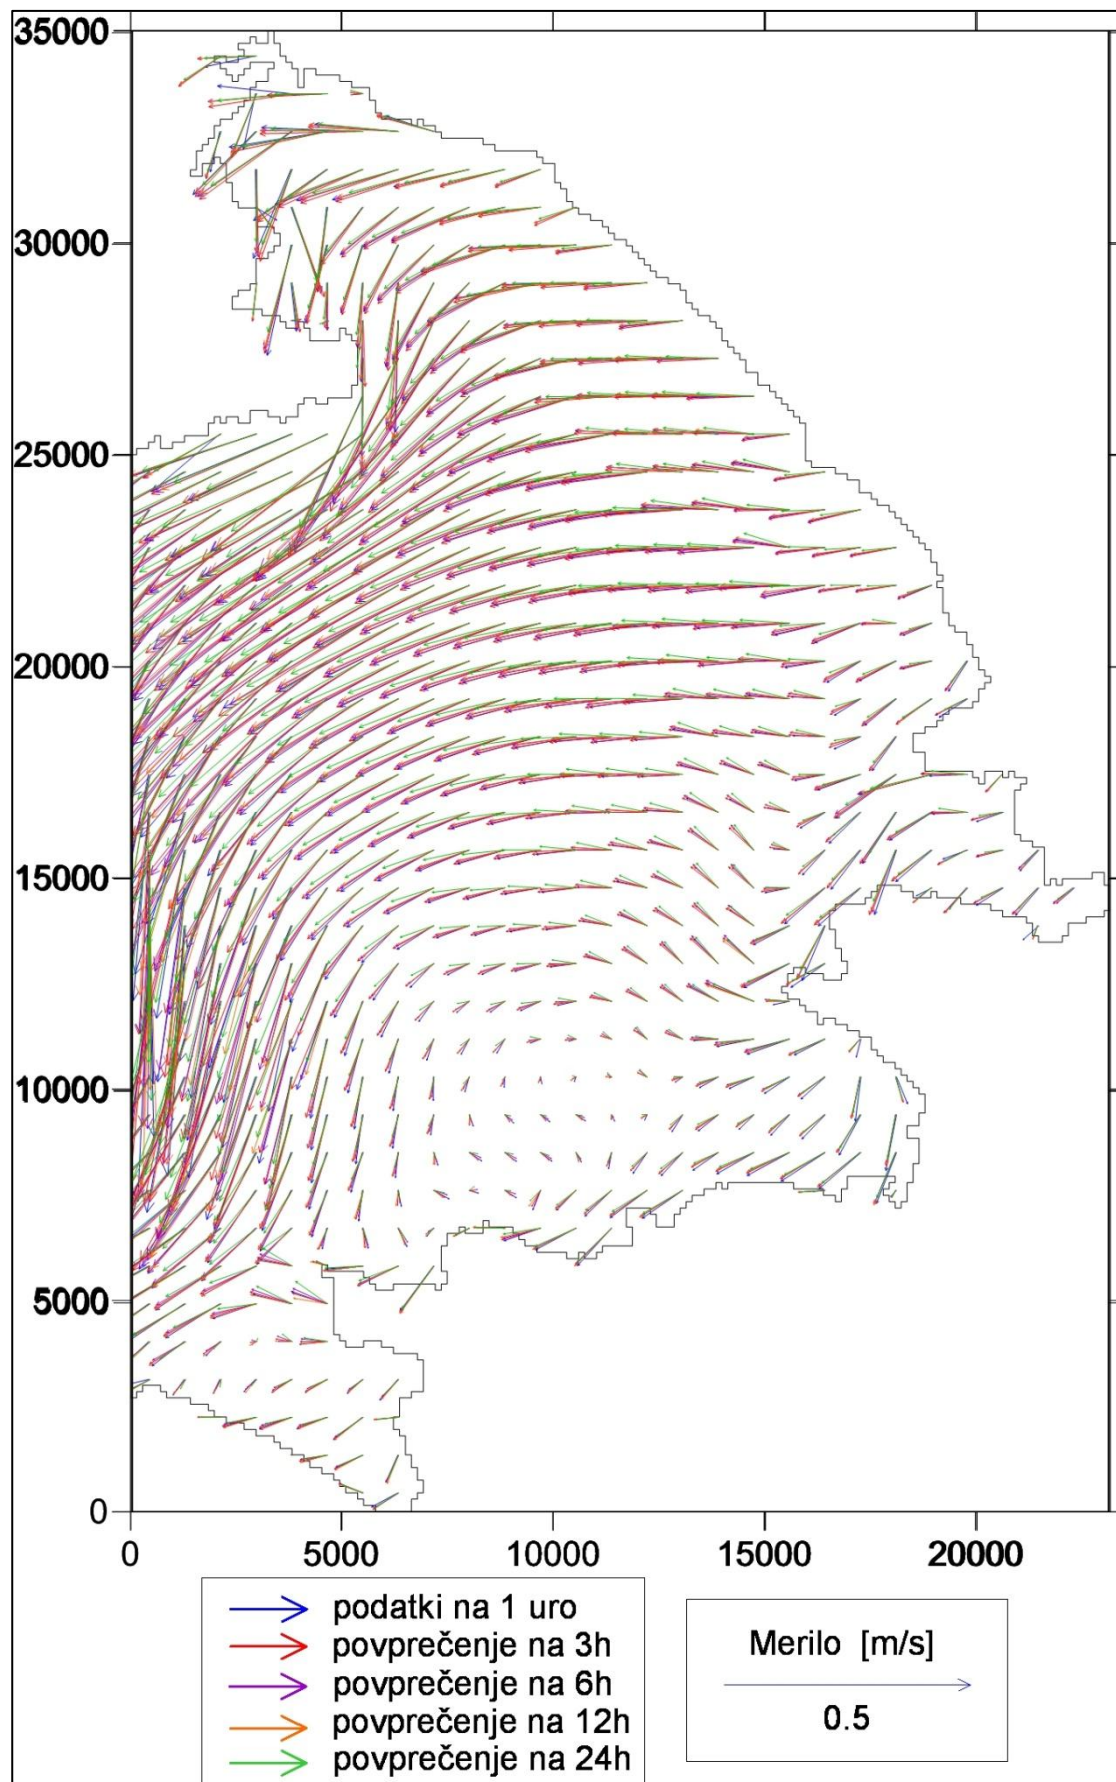 35000
30000
25000
20000
15000
10000
5000
0
0 5000 10000 15000 20000
podatki na 1 uro
povprečenje na 3h
povprečenje na 6h
povprečenje na 12h
povprečenje na 24h
Merilo [m/s]
0.5